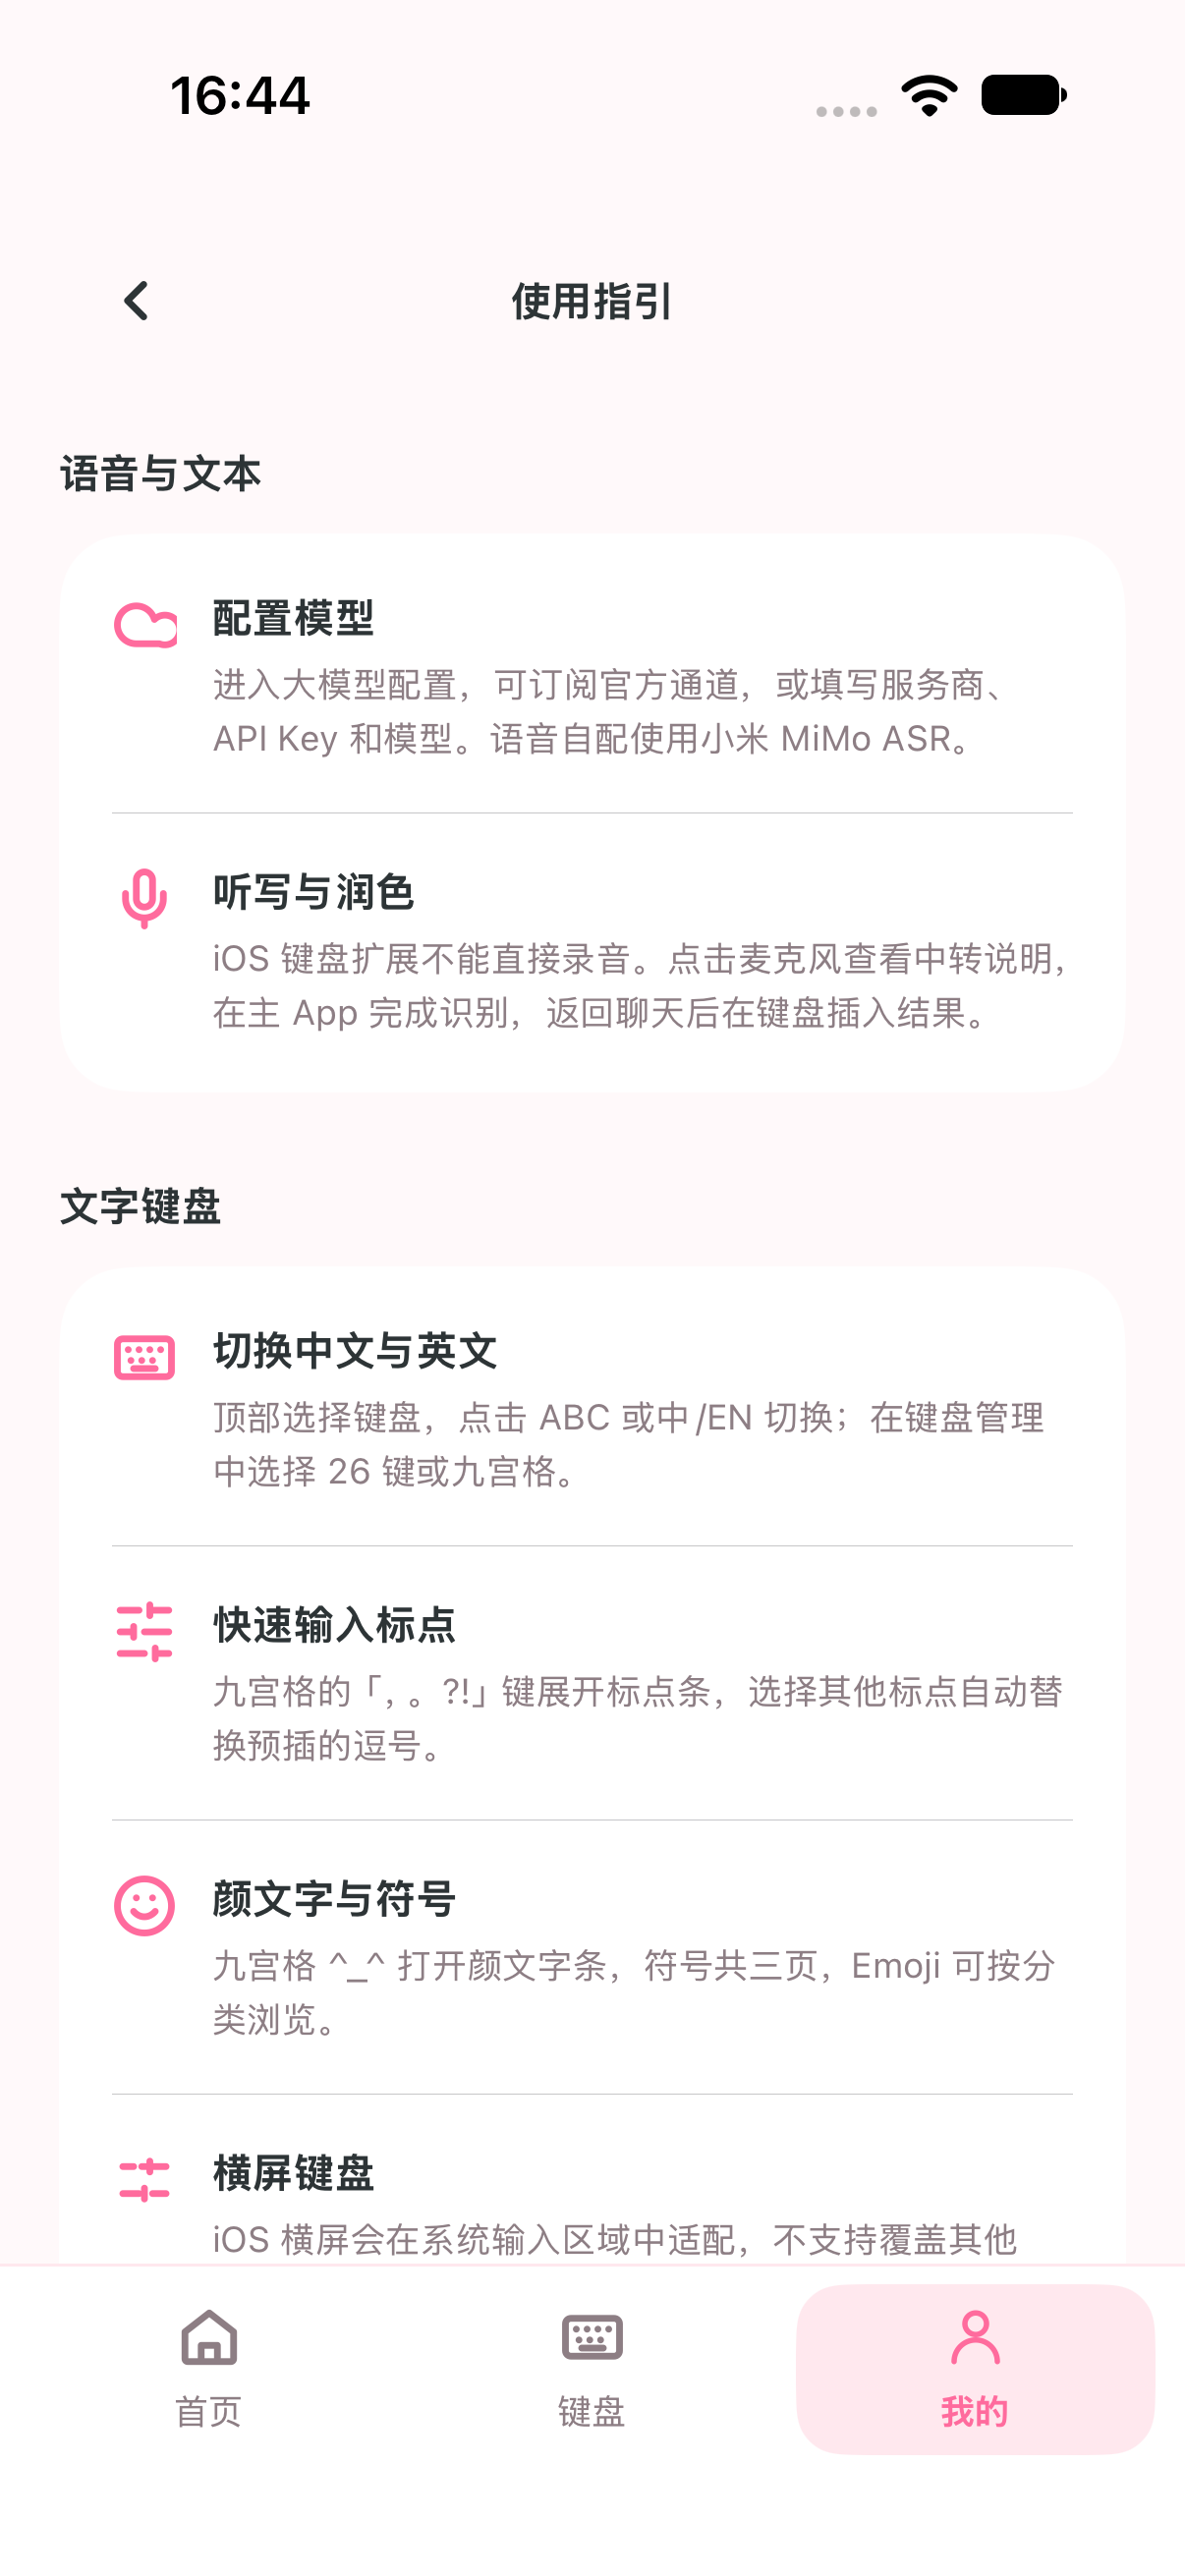 16:44
使用指引
语音与文本
配置模型
进入大模型配置，可订阅官方通道，或填写服务商、
API Key 和模型。语音自配使用小米 MiMo ASR。
听写与润色
iOS 键盘扩展不能直接录音。点击麦克风查看中转说明，
在主 App 完成识别，返回聊天后在键盘插入结果。
文字键盘
切换中文与英文
顶部选择键盘，点击 ABC 或中/EN 切换；在键盘管理
中选择 26 键或九宫格。
快速输入标点
九宫格的「，。?!」键展开标点条，选择其他标点自动替
换预插的逗号。
颜文字与符号
九宫格 ^_^ 打开颜文字条，符号共三页，Emoji 可按分
类浏览。
横屏键盘
iOS 横屏会在系统输入区域中适配，不支持覆盖其他
首页
键盘
我的